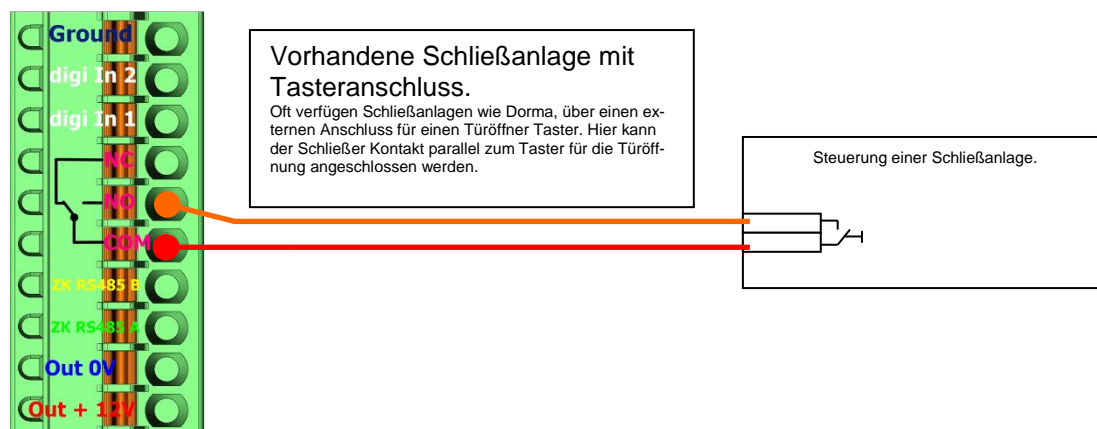 Ground
digi In 2
digi In 1
NC
NO
COM
ZK RS485 B
ZK RS485 A
Out 0V
Out + 12V
Vorhandene Schließanlage mit
Tasteranschluss.
Oft verfügen Schließanlagen wie Dorma, über einen ex-
ternen Anschluss für einen Türöffner Taster. Hier kann
der Schließer Kontakt parallel zum Taster für die Türöff-
nung angeschlossen werden.
Steuerung einer Schließanlage.